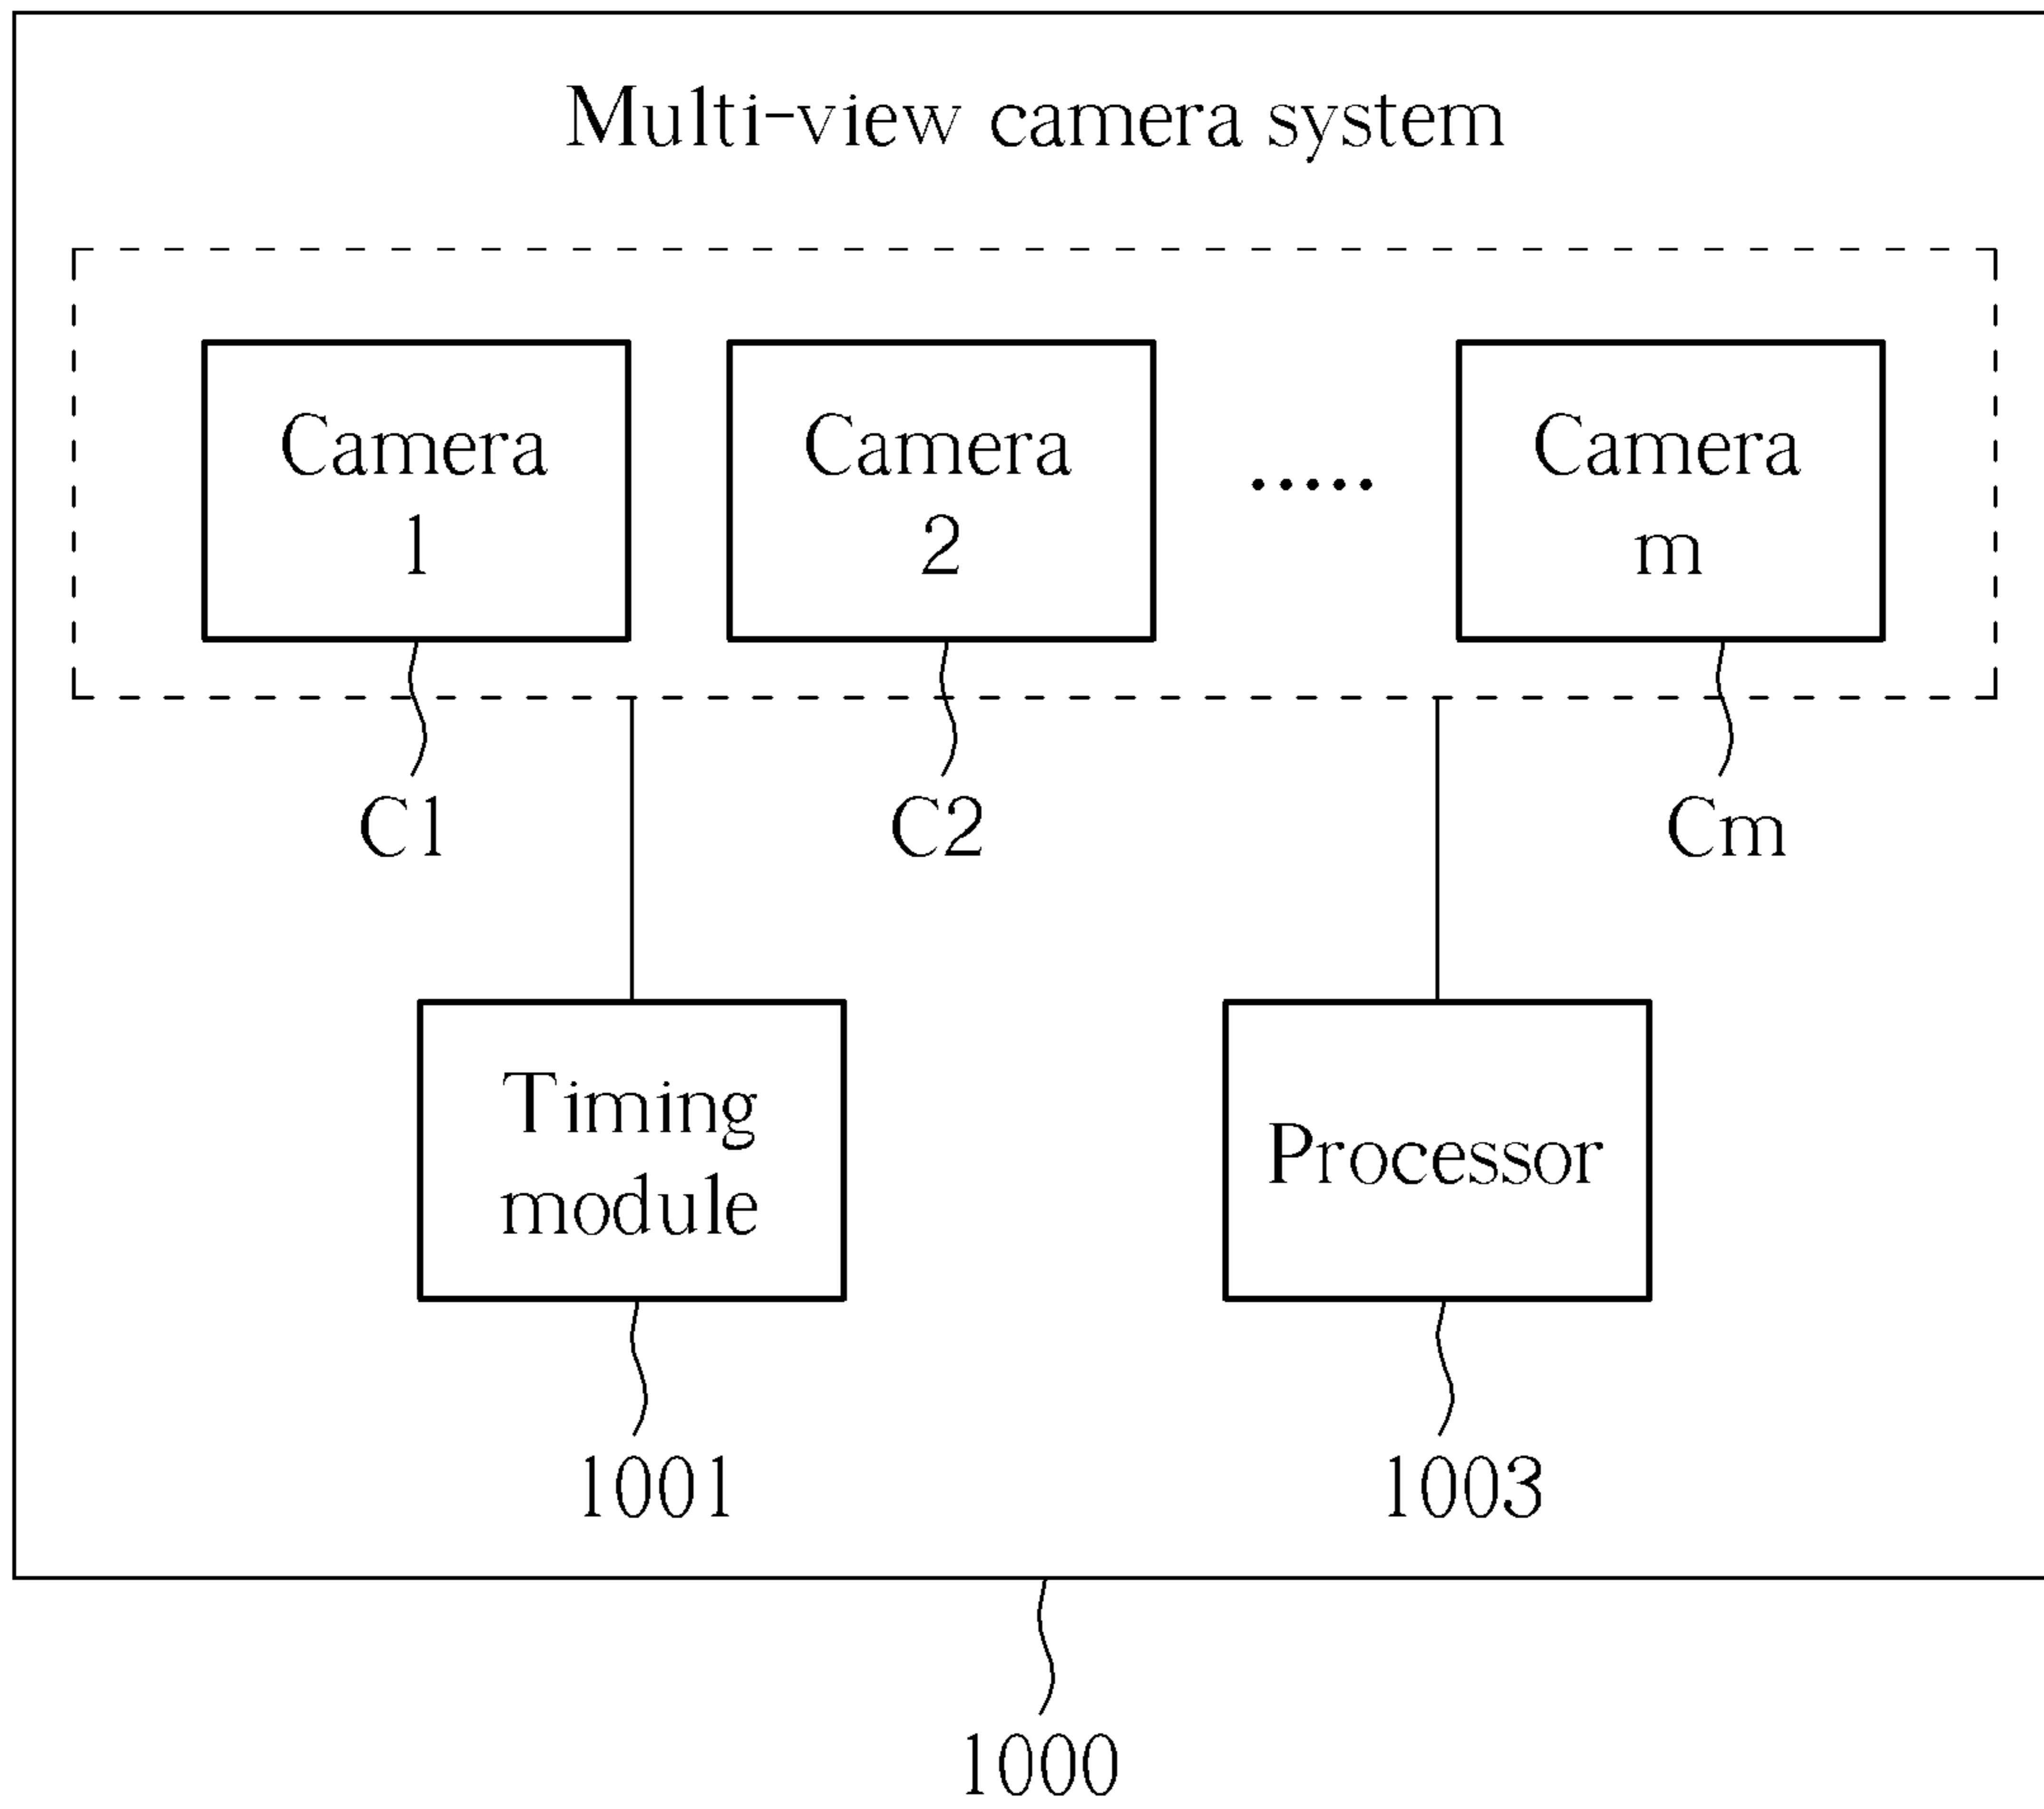 Multi-view camera system
Camera
1
Camera
2
.....
Camera
m
C1
C2
Cm
Timing
module
Processor
1001
1003
1000